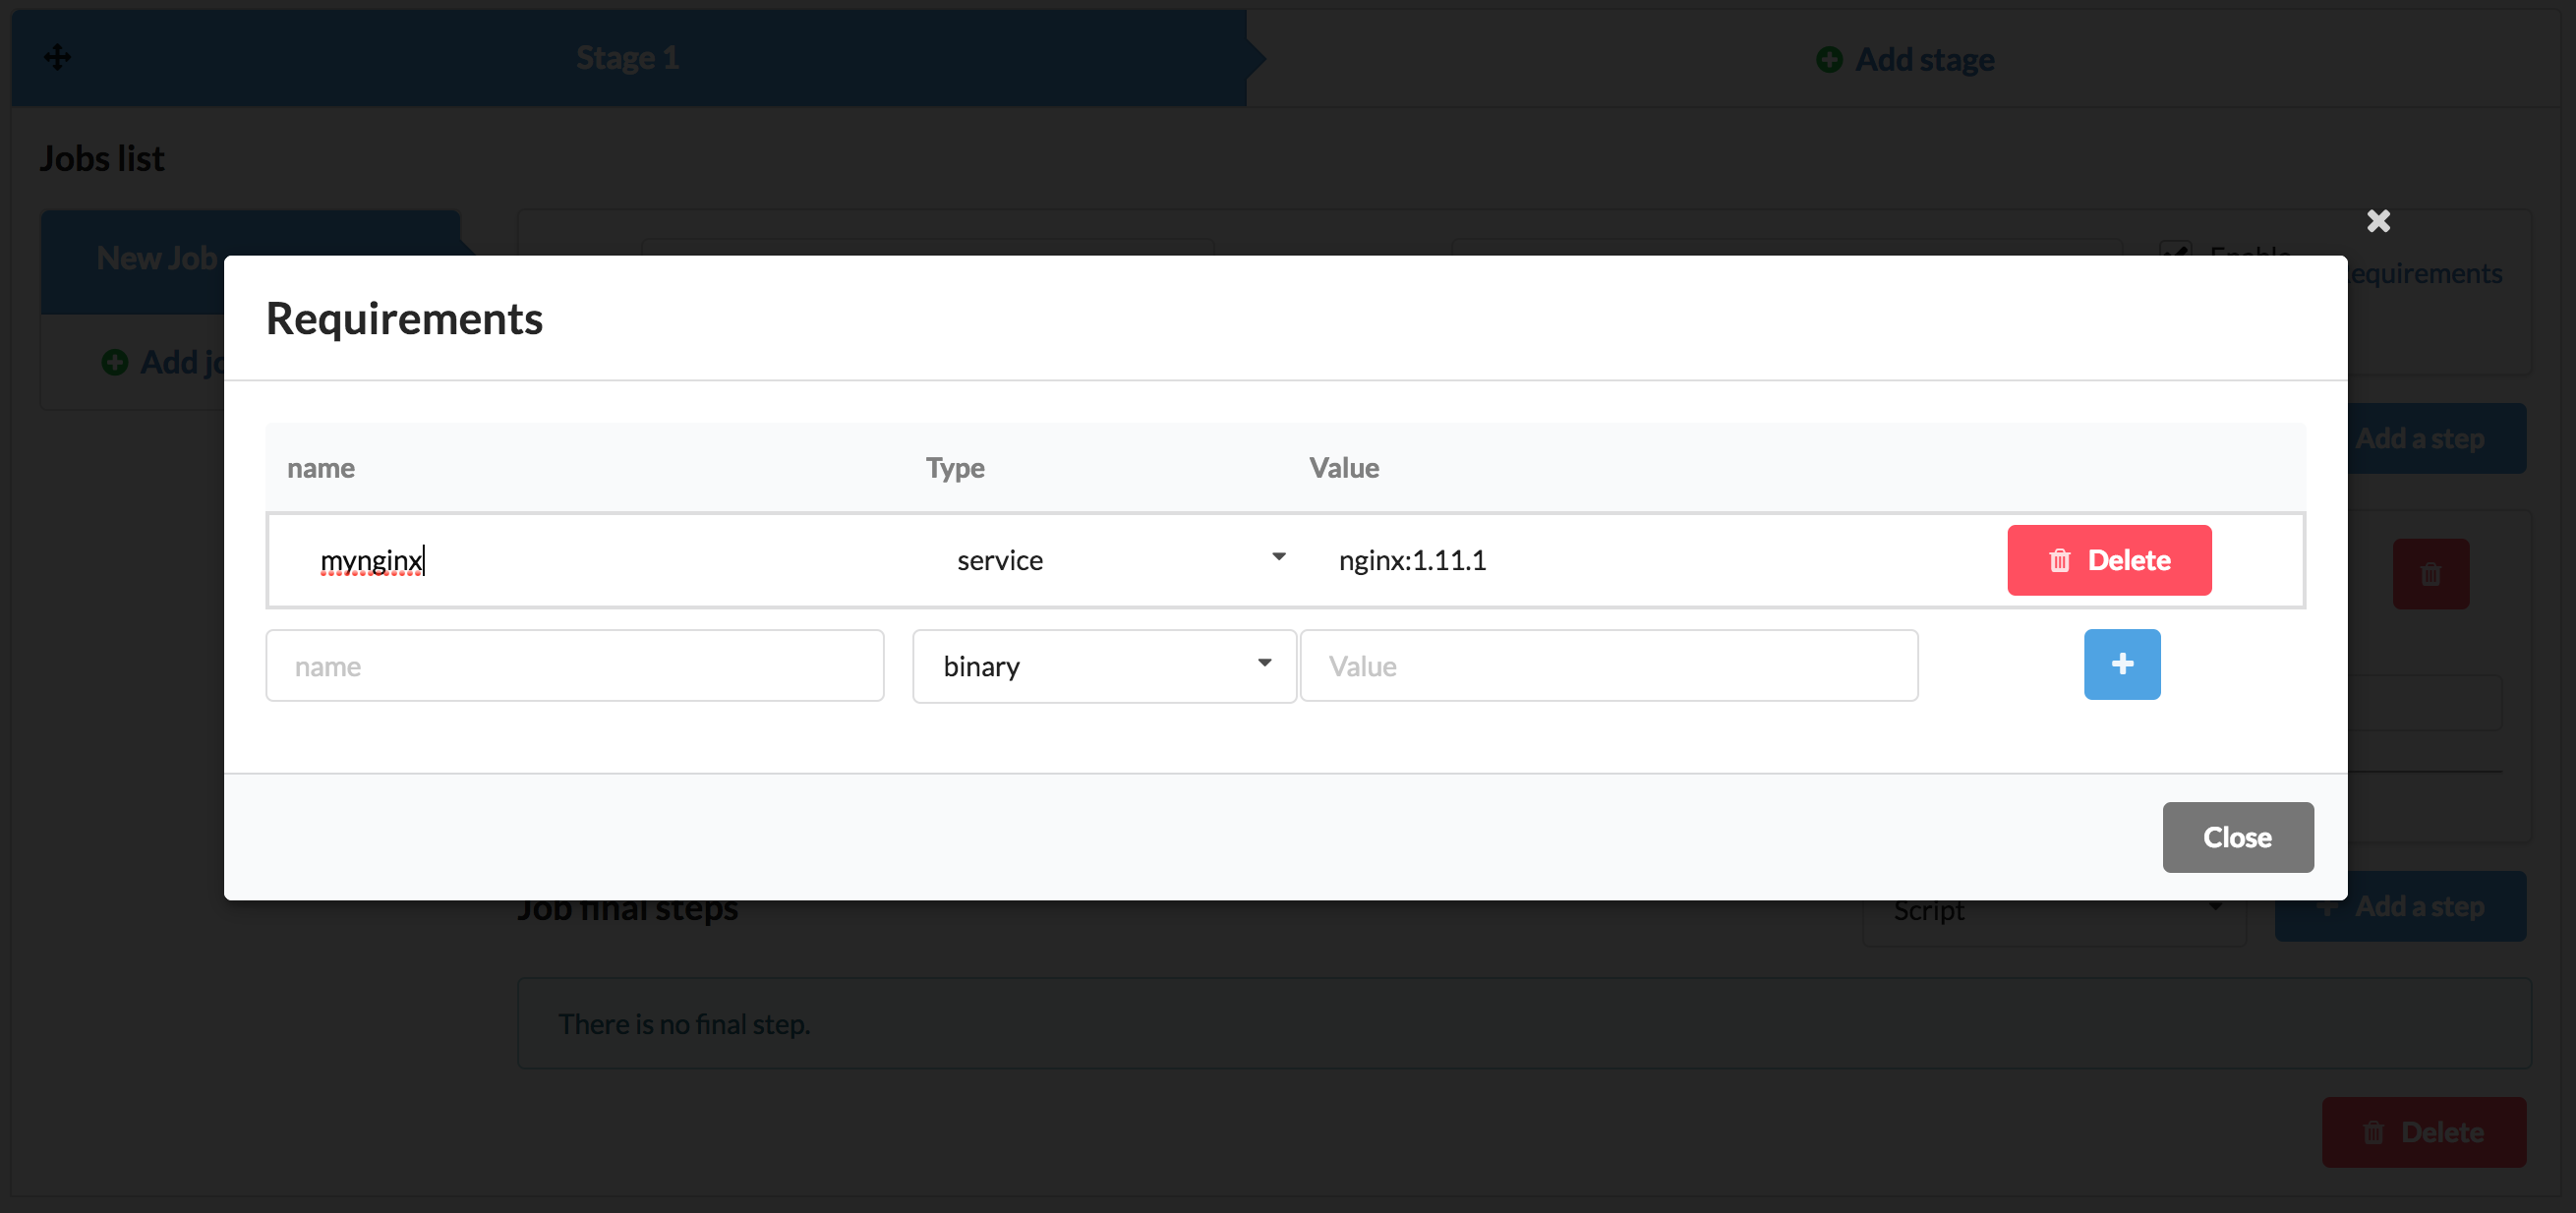 Stage 1
Add stage
Jobs list
New Job
Enable
equirements
Requirements
Add jo
name Type Value
Add a step
mynginx service nginx:1.11.1 Delete
name binary Value
Close
Job final steps Script Add a step
There is no final step.
Delete